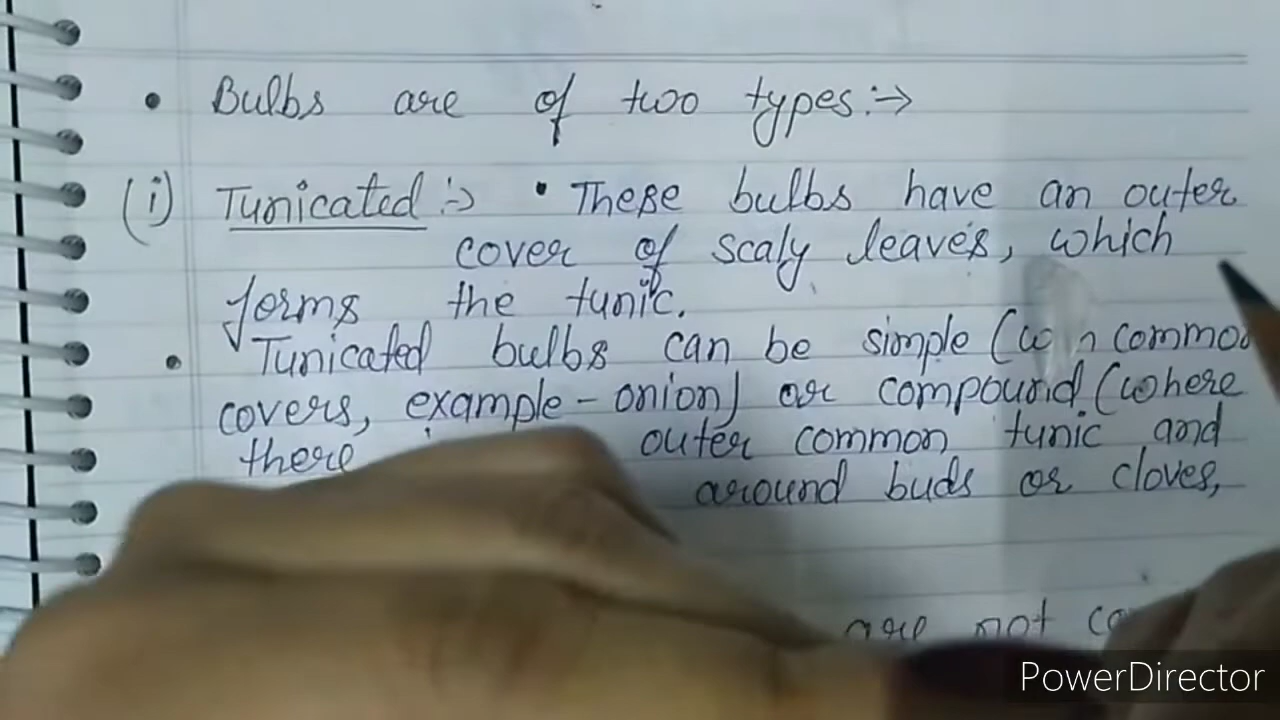 • Bulbs are of two types:→
(i) Tunicated :→ • These bulbs have an outer
cover of scaly leaves, which
forms the tunic.
• Tunicated bulbs can be simple ( common
covers, example - onion) or compound (where
there outer common tunic and
around buds or cloves,
are not
PowerDirector